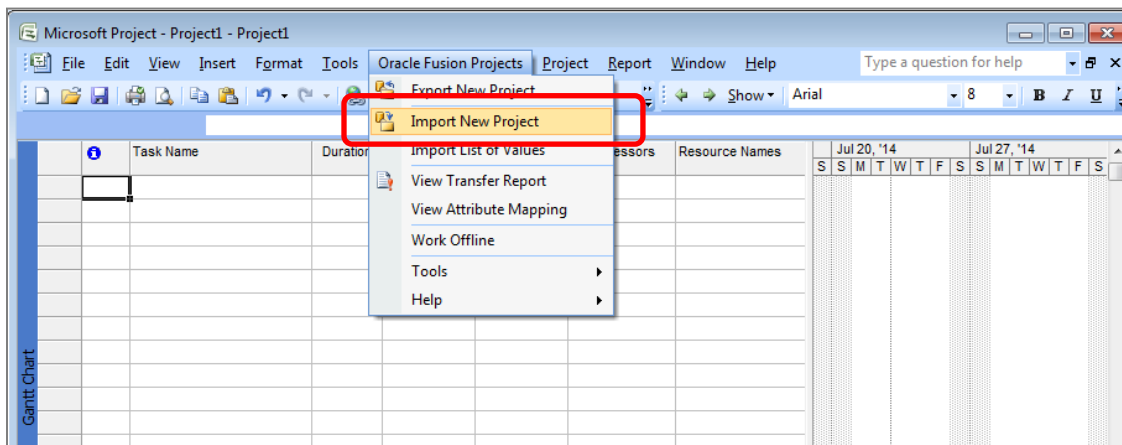 Microsoft Project - Project1 - Project1
File Edit View Insert Format Tools Oracle Fusion Projects Project Report Window Help Type a question for help
Show Arial 8 B I U
Export New Project
Import New Project
Import List of Values
View Transfer Report
View Attribute Mapping
Work Offline
Tools
Help
Task Name Duration Resource Names Jul 20, '14 Jul 27, '14
S S M T W T F S S M T W T F S
Gantt Chart